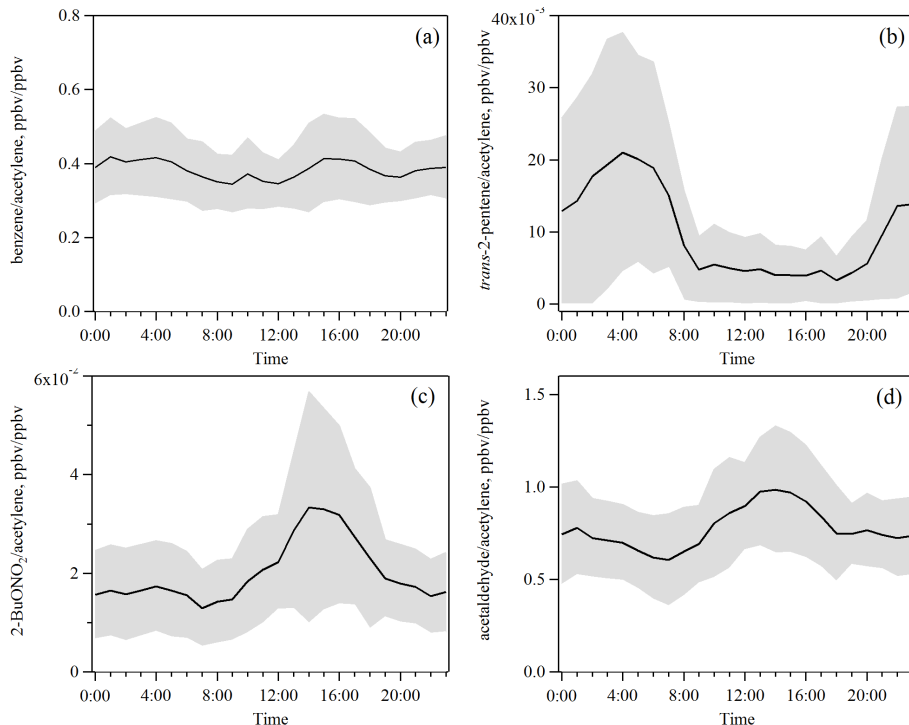 (a)
benzene/acetylene, ppbv/ppbv
0.8
0.6
0.4
0.2
0.0
0:00 4:00 8:00 12:00 16:00 20:00
Time
(b)
trans-2-pentene/acetylene, ppbv/ppbv
40x10⁻³
30
20
10
0
0:00 4:00 8:00 12:00 16:00 20:00
Time
(c)
2-BuONO₂/acetylene, ppbv/ppbv
6x10⁻²
4
2
0
0:00 4:00 8:00 12:00 16:00 20:00
Time
(d)
acetaldehyde/acetylene, ppbv/ppbv
1.5
1.0
0.5
0.0
0:00 4:00 8:00 12:00 16:00 20:00
Time